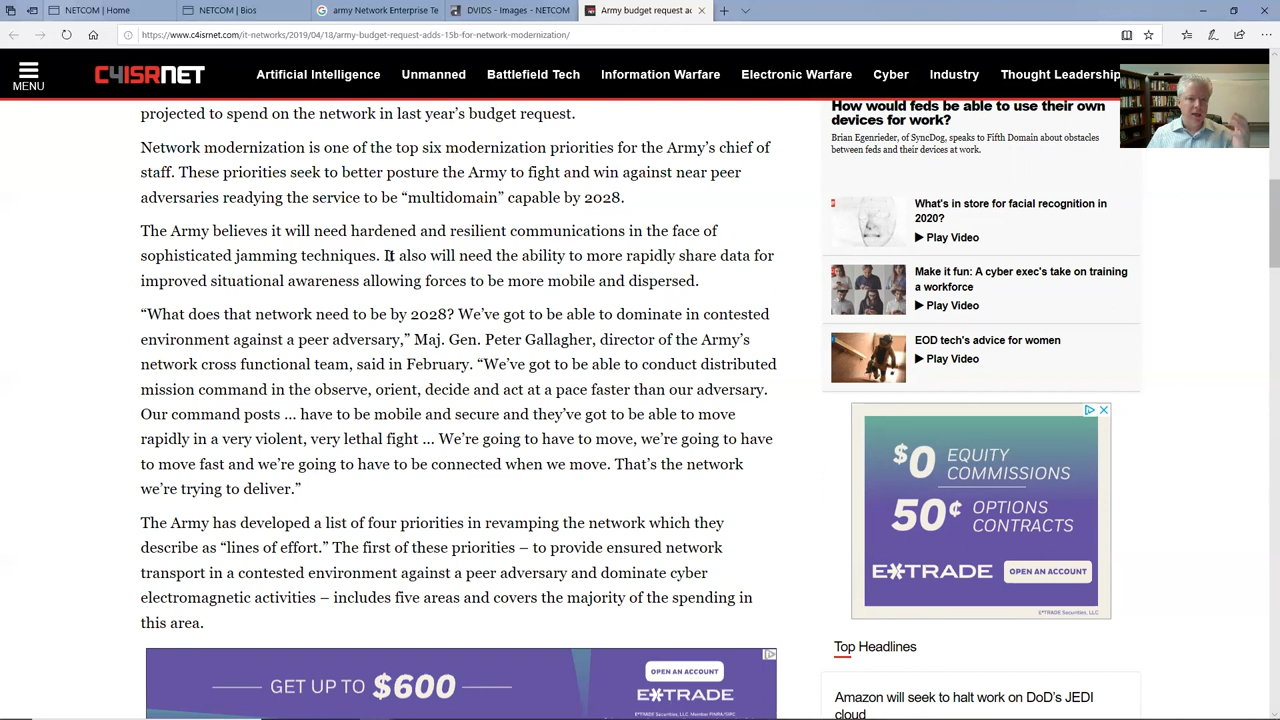 NETCOM | Home
NETCOM | Bios
army Network Enterprise Te
DVIDS - Images - NETCOM
Army budget request ad
https://www.c4isrnet.com/it-networks/2019/04/18/army-budget-request-adds-15b-for-network-modernization/
MENU
C4ISRNET
Artificial Intelligence
Unmanned
Battlefield Tech
Information Warfare
Electronic Warfare
Cyber
Industry
Thought Leadership
projected to spend on the network in last year’s budget request.
Network modernization is one of the top six modernization priorities for the Army’s chief of
staff. These priorities seek to better posture the Army to fight and win against near peer
adversaries readying the service to be “multidomain” capable by 2028.
The Army believes it will need hardened and resilient communications in the face of
sophisticated jamming techniques. It also will need the ability to more rapidly share data for
improved situational awareness allowing forces to be more mobile and dispersed.
“What does that network need to be by 2028? We’ve got to be able to dominate in contested
environment against a peer adversary,” Maj. Gen. Peter Gallagher, director of the Army’s
network cross functional team, said in February. “We’ve got to be able to conduct distributed
mission command in the observe, orient, decide and act at a pace faster than our adversary.
Our command posts … have to be mobile and secure and they’ve got to be able to move
rapidly in a very violent, very lethal fight … We’re going to have to move, we’re going to have
to move fast and we’re going to have to be connected when we move. That’s the network
we’re trying to deliver.”
The Army has developed a list of four priorities in revamping the network which they
describe as “lines of effort.” The first of these priorities – to provide ensured network
transport in a contested environment against a peer adversary and dominate cyber
electromagnetic activities – includes five areas and covers the majority of the spending in
this area.
GET UP TO $600
OPEN AN ACCOUNT
E*TRADE
E*TRADE Securities, LLC Member FINRA/SIPC
How would feds be able to use their own
devices for work?
Brian Egenrieder, of SyncDog, speaks to Fifth Domain about obstacles
between feds and their devices at work.
What's in store for facial recognition in
2020?
Play Video
Make it fun: A cyber exec's take on training
a workforce
Play Video
EOD tech's advice for women
Play Video
$0 EQUITY
COMMISSIONS
50¢ OPTIONS
CONTRACTS
E*TRADE
OPEN AN ACCOUNT
E*TRADE Securities, LLC
Top Headlines
Amazon will seek to halt work on DoD’s JEDI
cloud